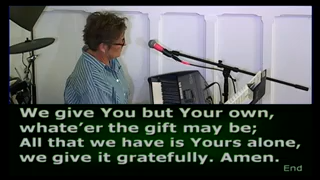 We give You but Your own,
whate'er the gift may be;
All that we have is Yours alone,
we give it gratefully. Amen.
End